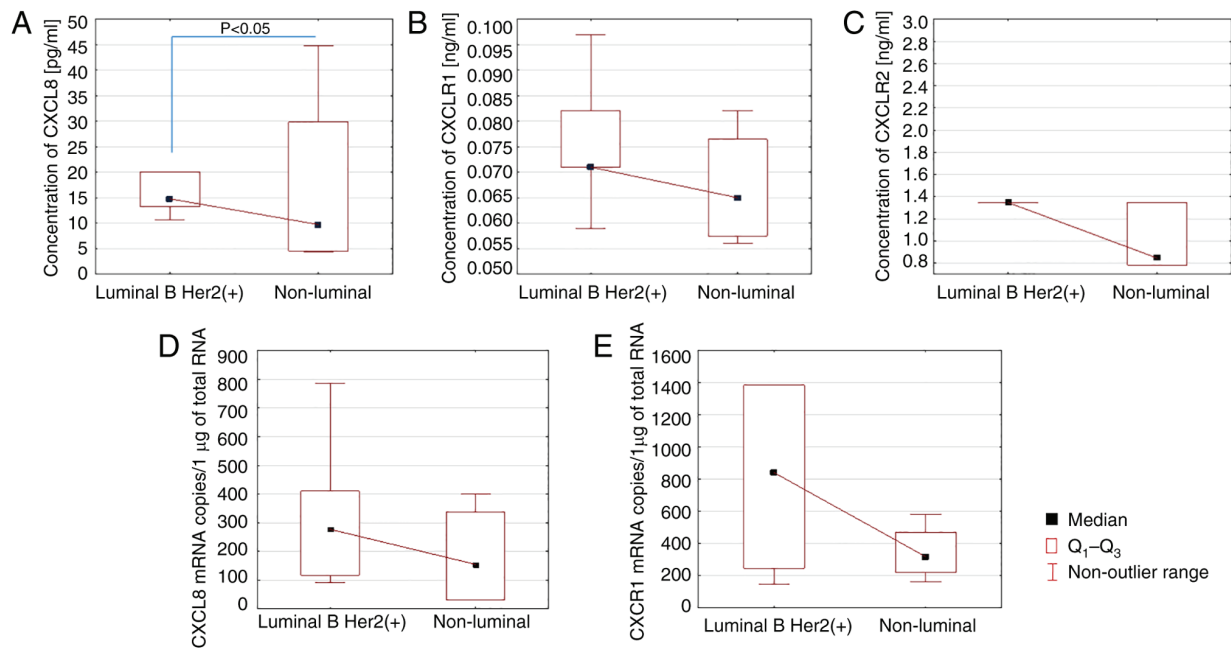 A
Concentration of CXCL8 [pg/ml]
50
45
40
35
30
25
20
15
10
5
0
P<0.05
Luminal B Her2(+)
Non-luminal
B
Concentration of CXCLR1 [ng/ml]
0.100
0.095
0.090
0.085
0.080
0.075
0.070
0.065
0.060
0.055
0.050
Luminal B Her2(+)
Non-luminal
C
Concentration of CXCLR2 [ng/ml]
3.0
2.8
2.6
2.4
2.2
2.0
1.8
1.6
1.4
1.2
1.0
0.8
Luminal B Her2(+)
Non-luminal
D
CXCL8 mRNA copies/1 µg of total RNA
900
800
700
600
500
400
300
200
100
0
Luminal B Her2(+)
Non-luminal
E
CXCR1 mRNA copies/1µg of total RNA
1600
1400
1200
1000
800
600
400
200
0
Luminal B Her2(+)
Non-luminal
Median
Q₁–Q₃
Non-outlier range